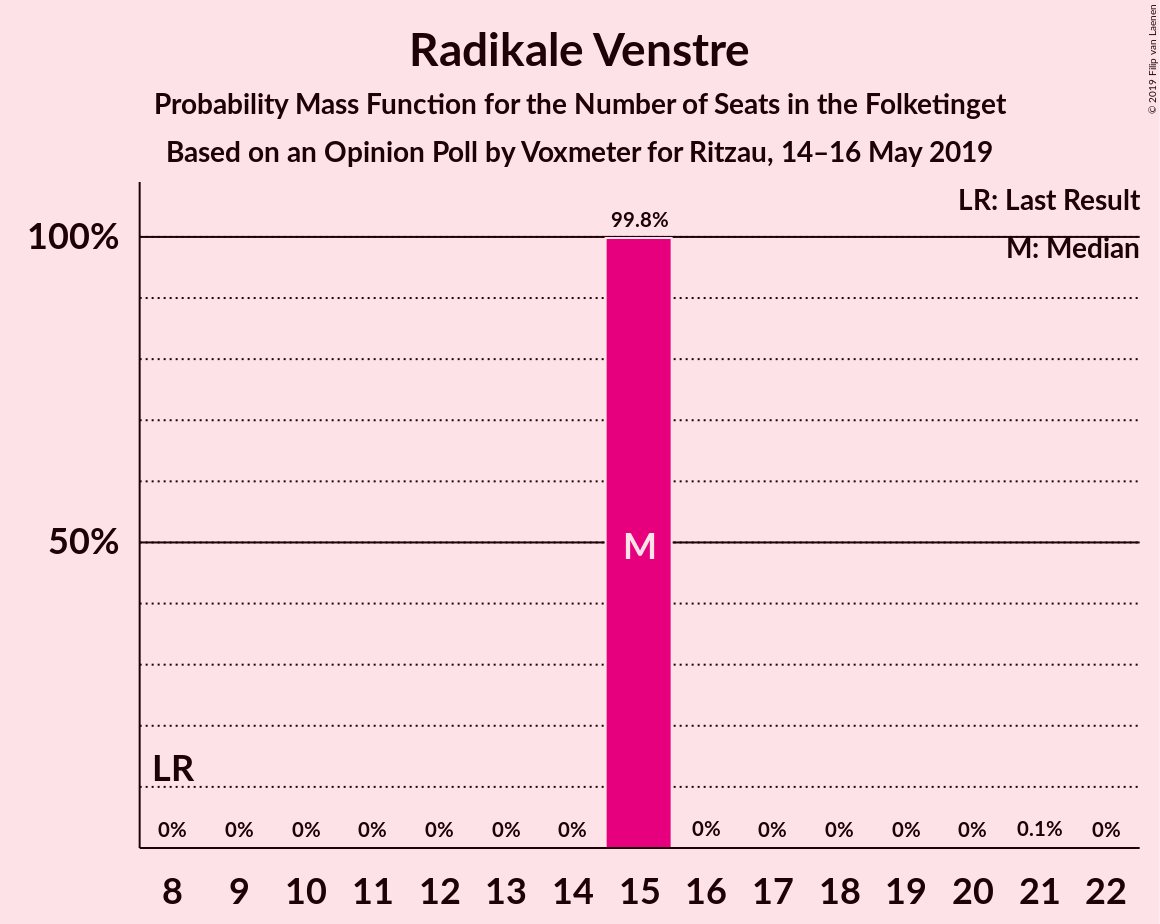 Radikale Venstre
Probability Mass Function for the Number of Seats in the Folketinget
Based on an Opinion Poll by Voxmeter for Ritzau, 14–16 May 2019
© 2019 Filip van Laenen
LR: Last Result
M: Median
99.8%
100%
50%
M
LR
0% 0% 0% 0% 0% 0% 0% 0% 0% 0% 0% 0% 0.1% 0%
8 9 10 11 12 13 14 15 16 17 18 19 20 21 22